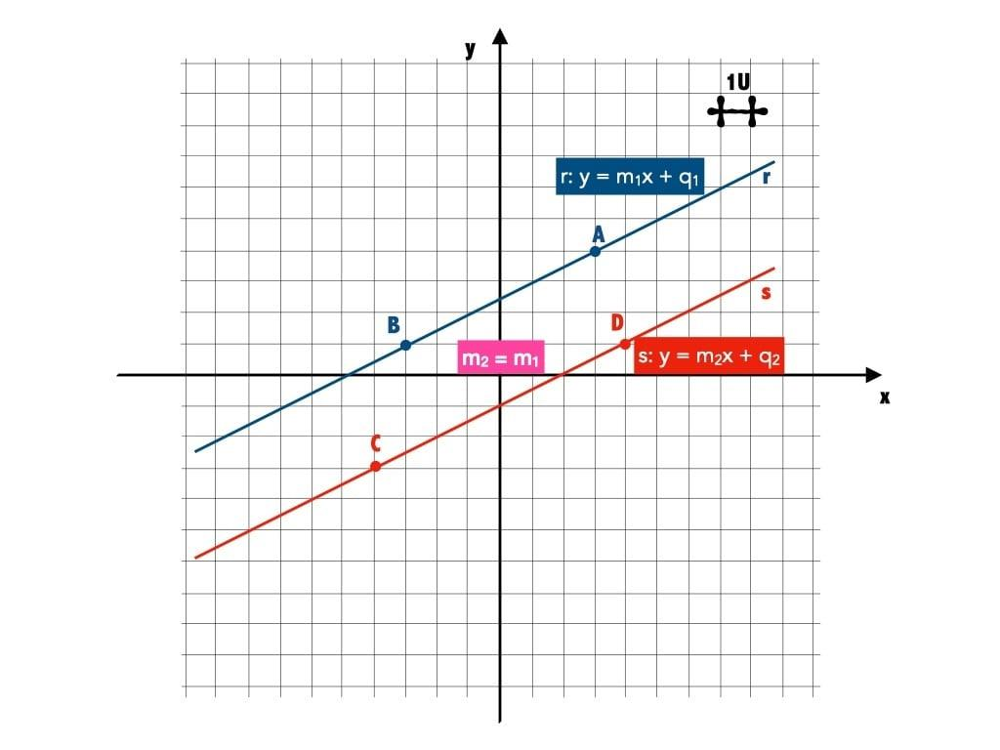 y
1U
r: y = m₁x + q₁
r
A
s
B
D
m₂ = m₁
s: y = m₂x + q₂
x
C